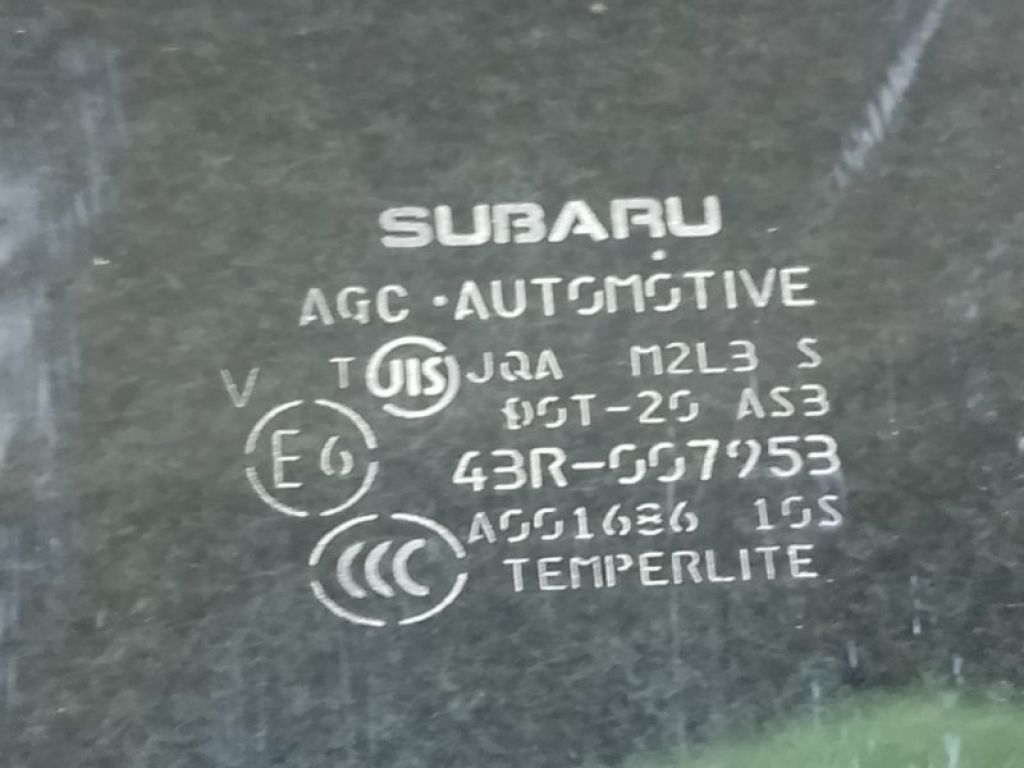 SUBARU
AGC · AUTOMOTIVE
V T JIS JQA M2L3 S
DOT-20 AS3
E6 43R-007953
CCC A001686 10S
TEMPERLITE